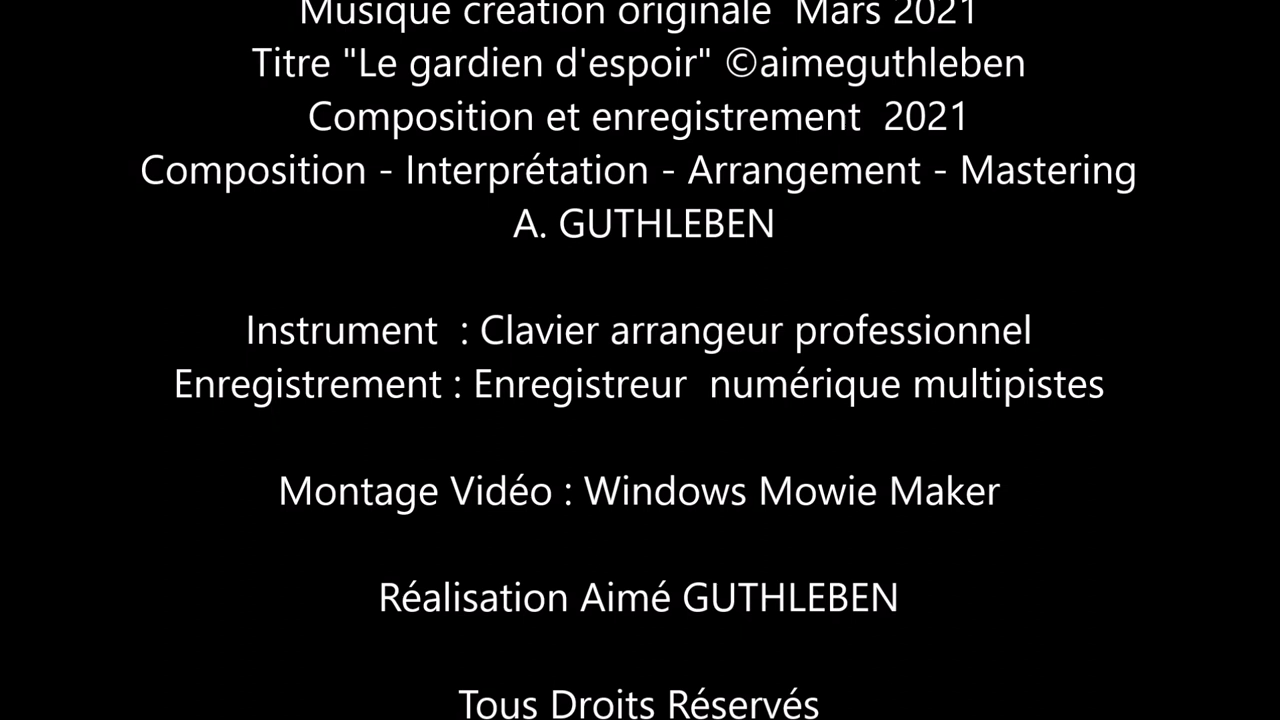 Musique création originale  Mars 2021
Titre "Le gardien d'espoir" ©aimeguthleben
Composition et enregistrement  2021
Composition - Interprétation - Arrangement - Mastering
A. GUTHLEBEN
Instrument  : Clavier arrangeur professionnel
Enregistrement : Enregistreur  numérique multipistes
Montage Vidéo : Windows Mowie Maker
Réalisation Aimé GUTHLEBEN
Tous Droits Réservés